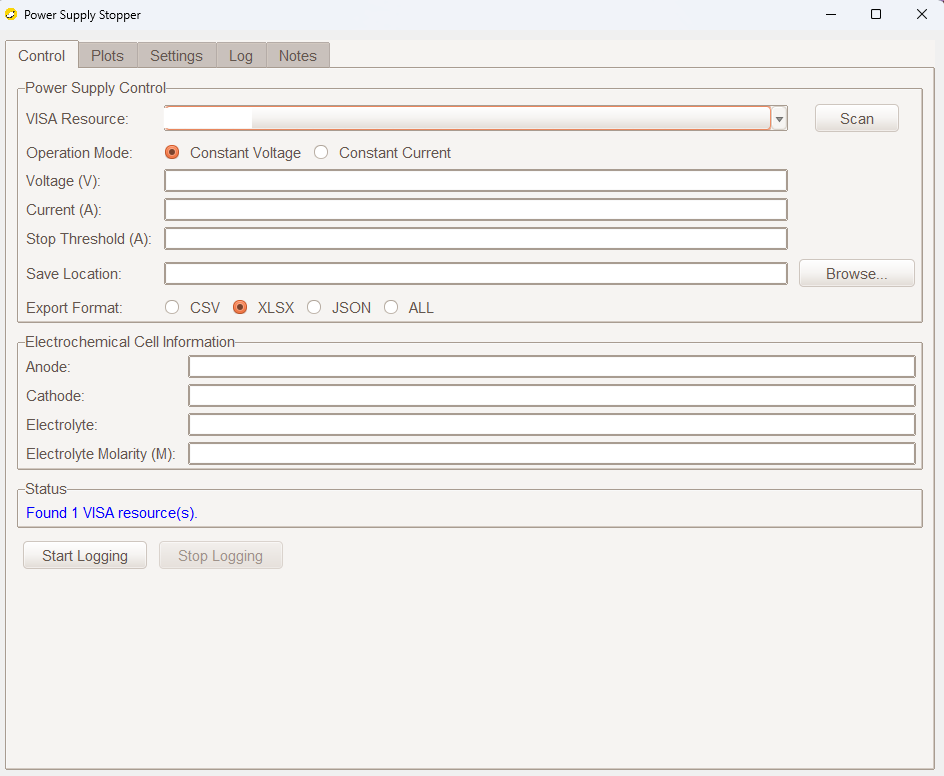 Power Supply Stopper
Control Plots Settings Log Notes
Power Supply Control
VISA Resource: Scan
Operation Mode: Constant Voltage Constant Current
Voltage (V):
Current (A):
Stop Threshold (A):
Save Location: Browse...
Export Format: CSV XLSX JSON ALL
Electrochemical Cell Information
Anode:
Cathode:
Electrolyte:
Electrolyte Molarity (M):
Status
Found 1 VISA resource(s).
Start Logging Stop Logging